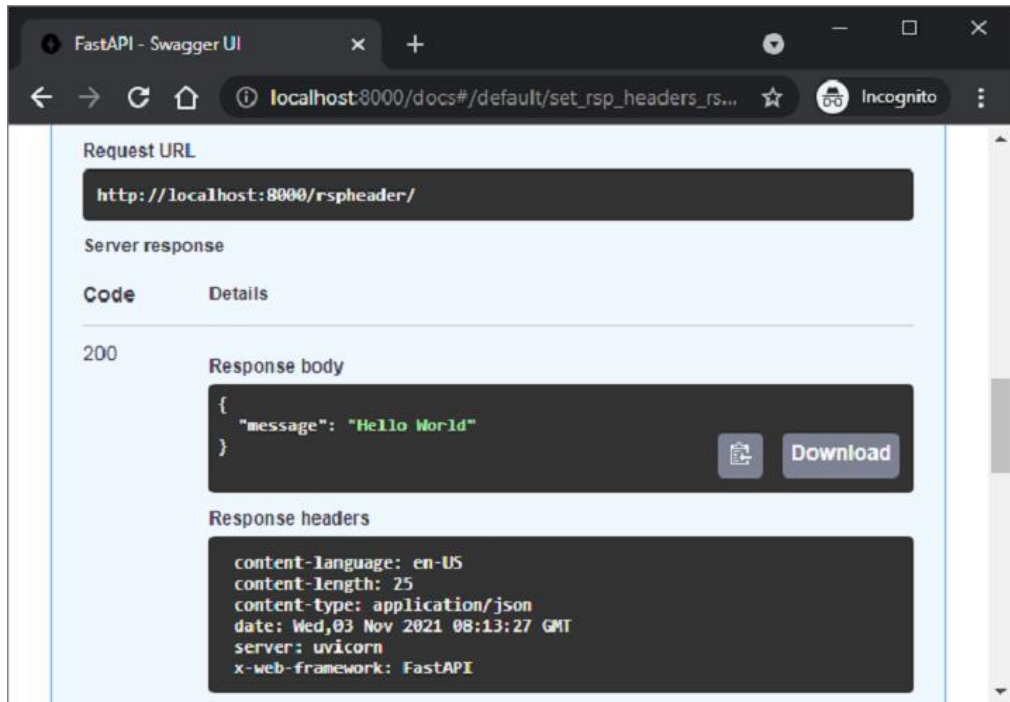 FastAPI - Swagger UI
localhost:8000/docs#/default/set_rsp_headers_rs...
Incognito
Request URL
http://localhost:8000/rspheader/
Server response
Code Details
200
Response body
{
"message": "Hello World"
}
Download
Response headers
content-language: en-US
content-length: 25
content-type: application/json
date: Wed,03 Nov 2021 08:13:27 GMT
server: uvicorn
x-web-framework: FastAPI